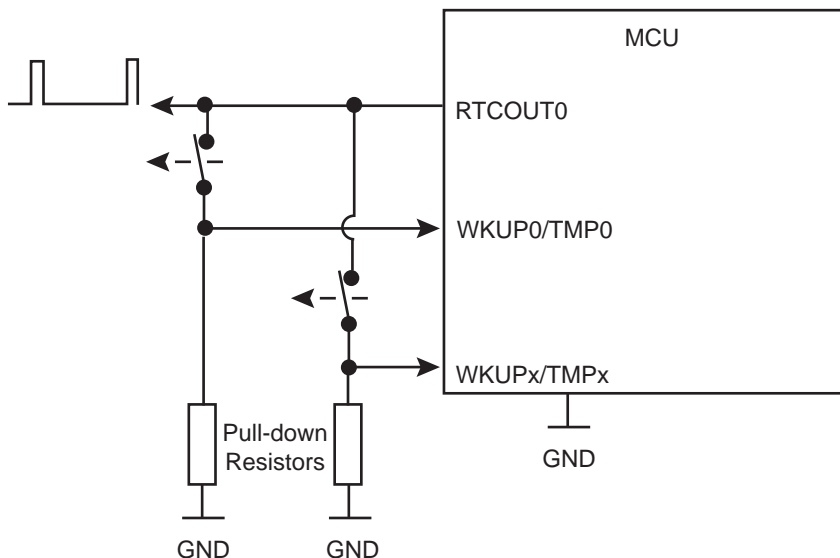 MCU
RTCOUT0
WKUP0/TMP0
WKUPx/TMPx
Pull-down
Resistors
GND
GND
GND